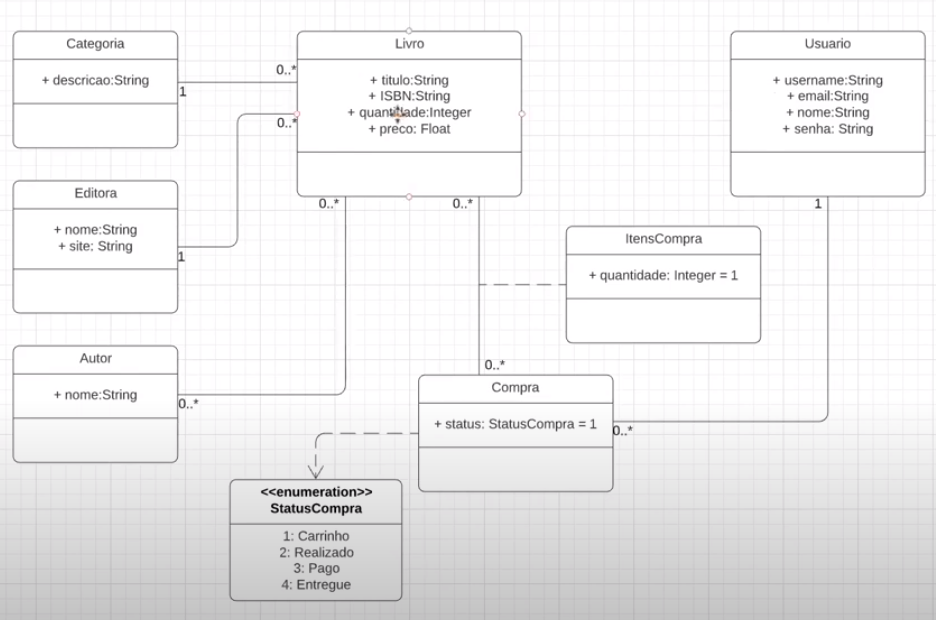 Categoria
+ descricao:String
1
0..*
Livro
+ titulo:String
+ ISBN:String
+ quantidade:Integer
+ preco: Float
0..*
Usuario
+ username:String
+ email:String
+ nome:String
+ senha: String
Editora
+ nome:String
+ site: String
1
0..*
0..*
1
ItensCompra
+ quantidade: Integer = 1
Autor
+ nome:String
0..*
0..*
Compra
+ status: StatusCompra = 1
0..*
<<enumeration>>
StatusCompra
1: Carrinho
2: Realizado
3: Pago
4: Entregue